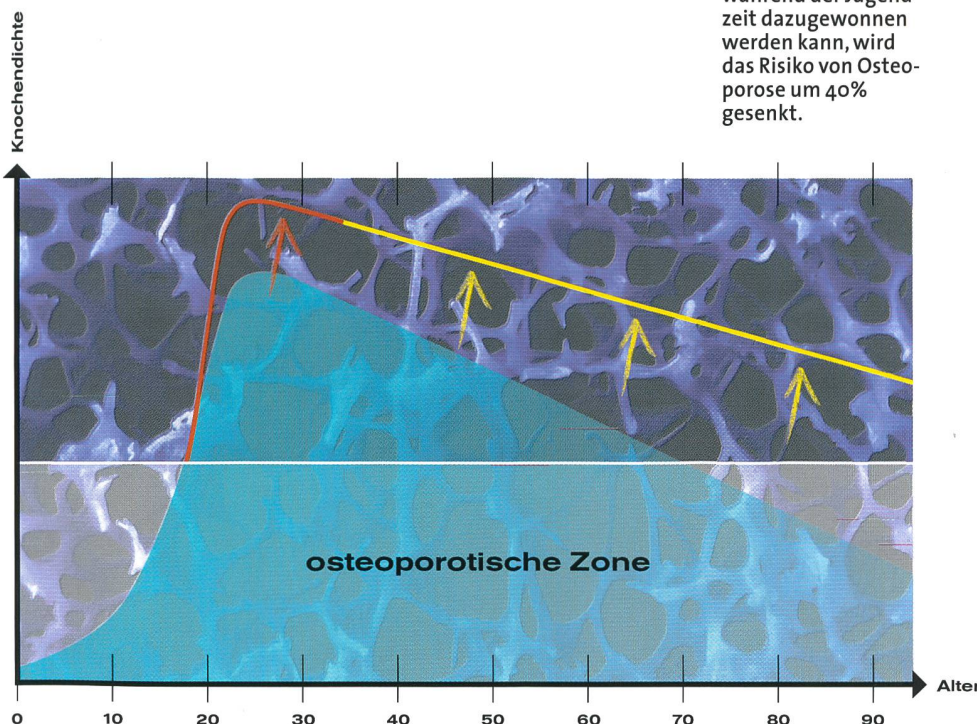 zeit dazugewonnen
werden kann, wird
das Risiko von Osteo-
porose um 40%
gesenkt.
Knochendichte
osteoporotische Zone
Alter
0 10 20 30 40 50 60 70 80 90